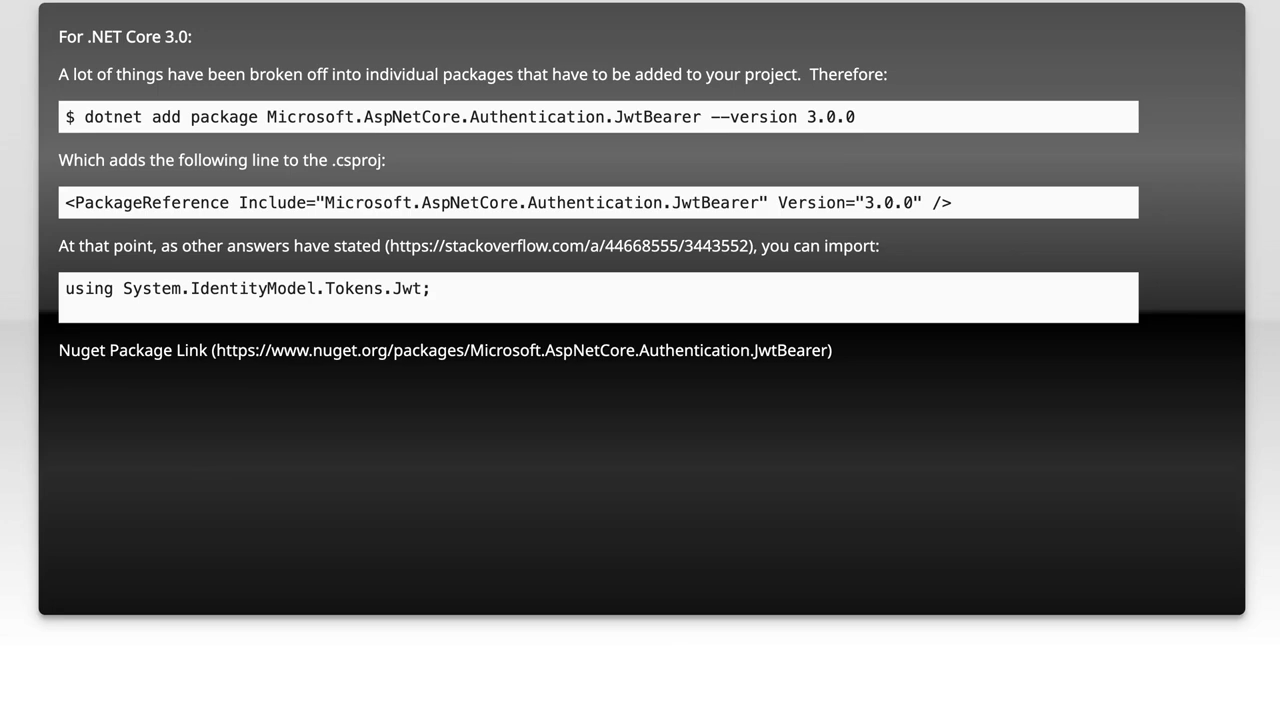 For .NET Core 3.0:
A lot of things have been broken off into individual packages that have to be added to your project.  Therefore:
$ dotnet add package Microsoft.AspNetCore.Authentication.JwtBearer --version 3.0.0
Which adds the following line to the .csproj:
<PackageReference Include="Microsoft.AspNetCore.Authentication.JwtBearer" Version="3.0.0" />
At that point, as other answers have stated (https://stackoverflow.com/a/44668555/3443552), you can import:
using System.IdentityModel.Tokens.Jwt;
Nuget Package Link (https://www.nuget.org/packages/Microsoft.AspNetCore.Authentication.JwtBearer)